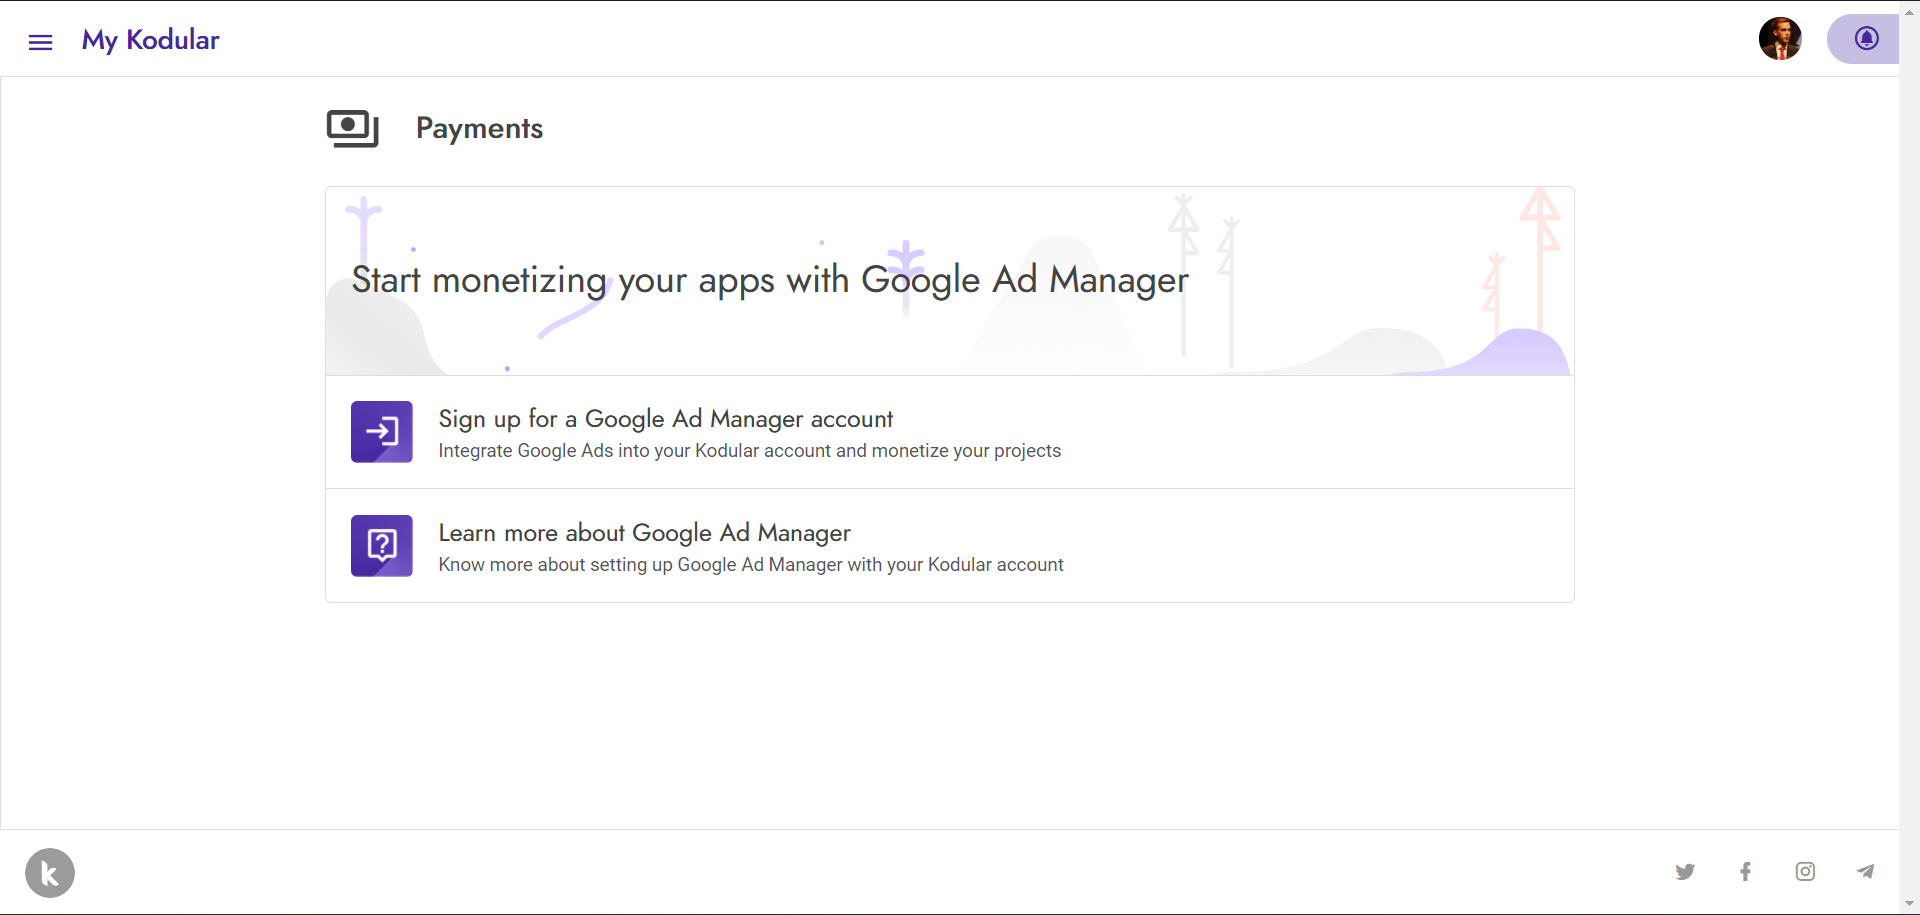 My Kodular
Payments
Start monetizing your apps with Google Ad Manager
Sign up for a Google Ad Manager account
Integrate Google Ads into your Kodular account and monetize your projects
Learn more about Google Ad Manager
Know more about setting up Google Ad Manager with your Kodular account